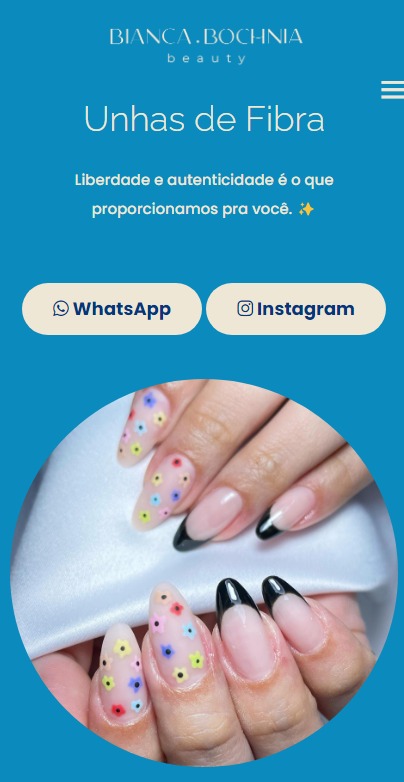 BIANCA.BOCHNIA
beauty
Unhas de Fibra
Liberdade e autenticidade é o que
proporcionamos pra você. ✨
WhatsApp
Instagram